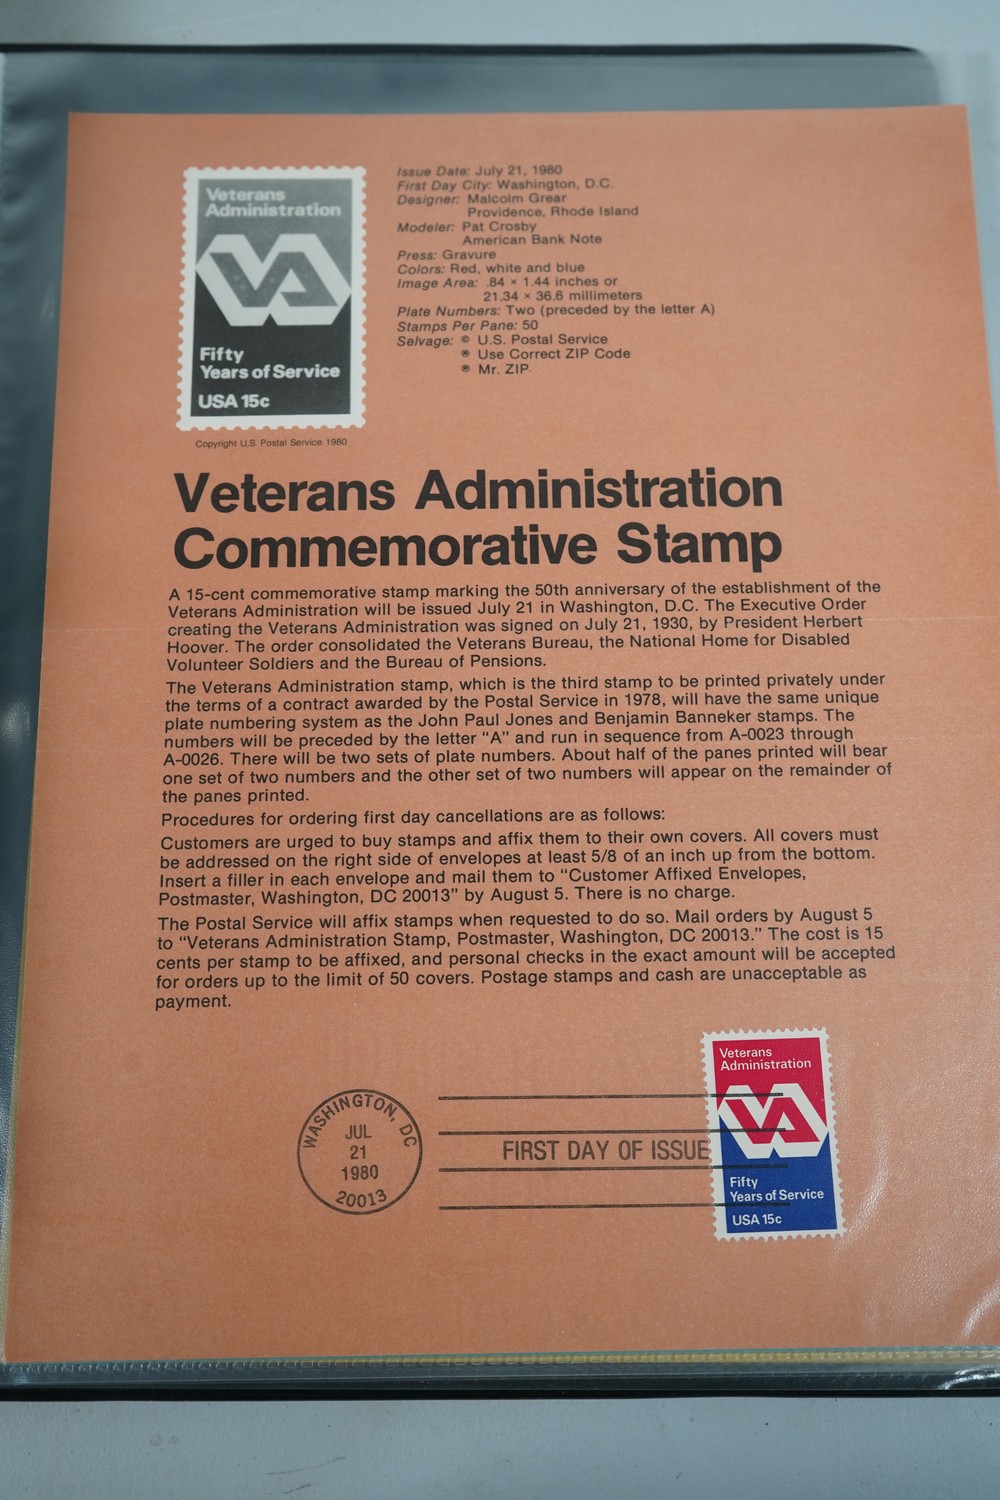 Veterans
Administration
VA
Fifty
Years of Service
USA 15c
Copyright U.S. Postal Service 1980
Issue Date: July 21, 1980
First Day City: Washington, D.C.
Designer: Malcolm Grear
Providence, Rhode Island
Modeler: Pat Crosby
American Bank Note
Press: Gravure
Colors: Red, white and blue
Image Area: .84 × 1.44 inches or
21.34 × 36.6 millimeters
Plate Numbers: Two (preceded by the letter A)
Stamps Per Pane: 50
Selvage: © U.S. Postal Service
® Use Correct ZIP Code
® Mr. ZIP
Veterans Administration
Commemorative Stamp
A 15-cent commemorative stamp marking the 50th anniversary of the establishment of the
Veterans Administration will be issued July 21 in Washington, D.C. The Executive Order
creating the Veterans Administration was signed on July 21, 1930, by President Herbert
Hoover. The order consolidated the Veterans Bureau, the National Home for Disabled
Volunteer Soldiers and the Bureau of Pensions.
The Veterans Administration stamp, which is the third stamp to be printed privately under
the terms of a contract awarded by the Postal Service in 1978, will have the same unique
plate numbering system as the John Paul Jones and Benjamin Banneker stamps. The
numbers will be preceded by the letter "A" and run in sequence from A-0023 through
A-0026. There will be two sets of plate numbers. About half of the panes printed will bear
one set of two numbers and the other set of two numbers will appear on the remainder of
the panes printed.
Procedures for ordering first day cancellations are as follows:
Customers are urged to buy stamps and affix them to their own covers. All covers must
be addressed on the right side of envelopes at least 5/8 of an inch up from the bottom.
Insert a filler in each envelope and mail them to "Customer Affixed Envelopes,
Postmaster, Washington, DC 20013" by August 5. There is no charge.
The Postal Service will affix stamps when requested to do so. Mail orders by August 5
to "Veterans Administration Stamp, Postmaster, Washington, DC 20013." The cost is 15
cents per stamp to be affixed, and personal checks in the exact amount will be accepted
for orders up to the limit of 50 covers. Postage stamps and cash are unacceptable as
payment.
WASHINGTON, DC
JUL
21
1980
20013
FIRST DAY OF ISSUE
Veterans
Administration
VA
Fifty
Years of Service
USA 15c